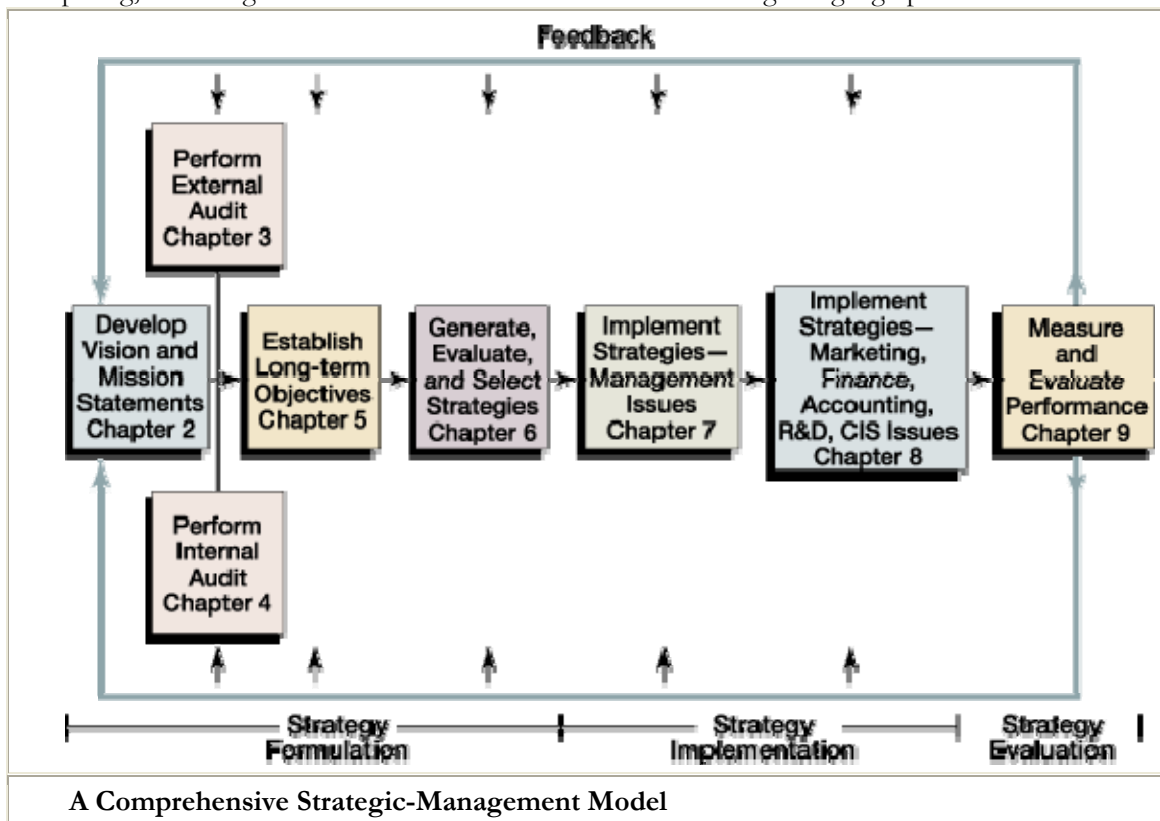 Feedback
Perform
External
Audit
Chapter 3
Develop
Vision and
Mission
Statements
Chapter 2
Establish
Long-term
Objectives
Chapter 5
Generate,
Evaluate,
and Select
Strategies
Chapter 6
Implement
Strategies—
Management
Issues
Chapter 7
Implement
Strategies—
Marketing,
Finance,
Accounting,
R&D, CIS Issues
Chapter 8
Measure
and
Evaluate
Performance
Chapter 9
Perform
Internal
Audit
Chapter 4
Strategy
Formulation
Strategy
Implementation
Strategy
Evaluation
A Comprehensive Strategic-Management Model